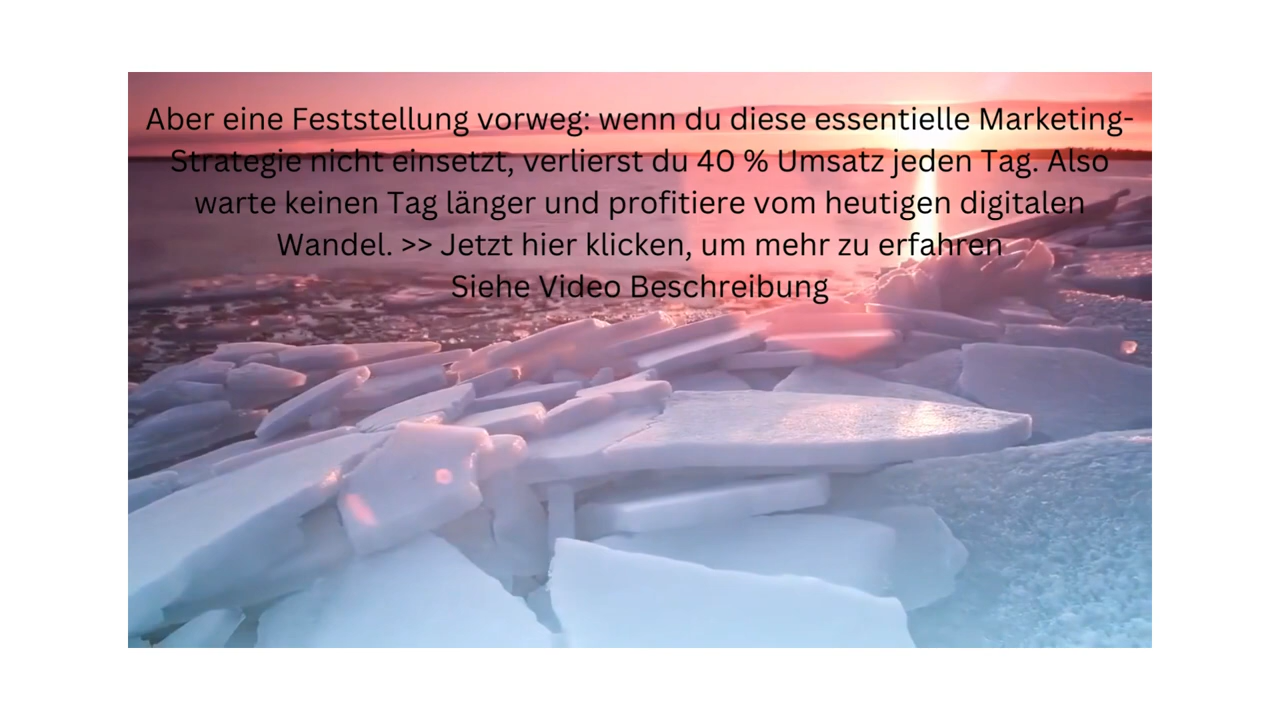 Aber eine Feststellung vorweg: wenn du diese essentielle Marketing-
Strategie nicht einsetzt, verlierst du 40 % Umsatz jeden Tag. Also
warte keinen Tag länger und profitiere vom heutigen digitalen
Wandel. >> Jetzt hier klicken, um mehr zu erfahren
Siehe Video Beschreibung